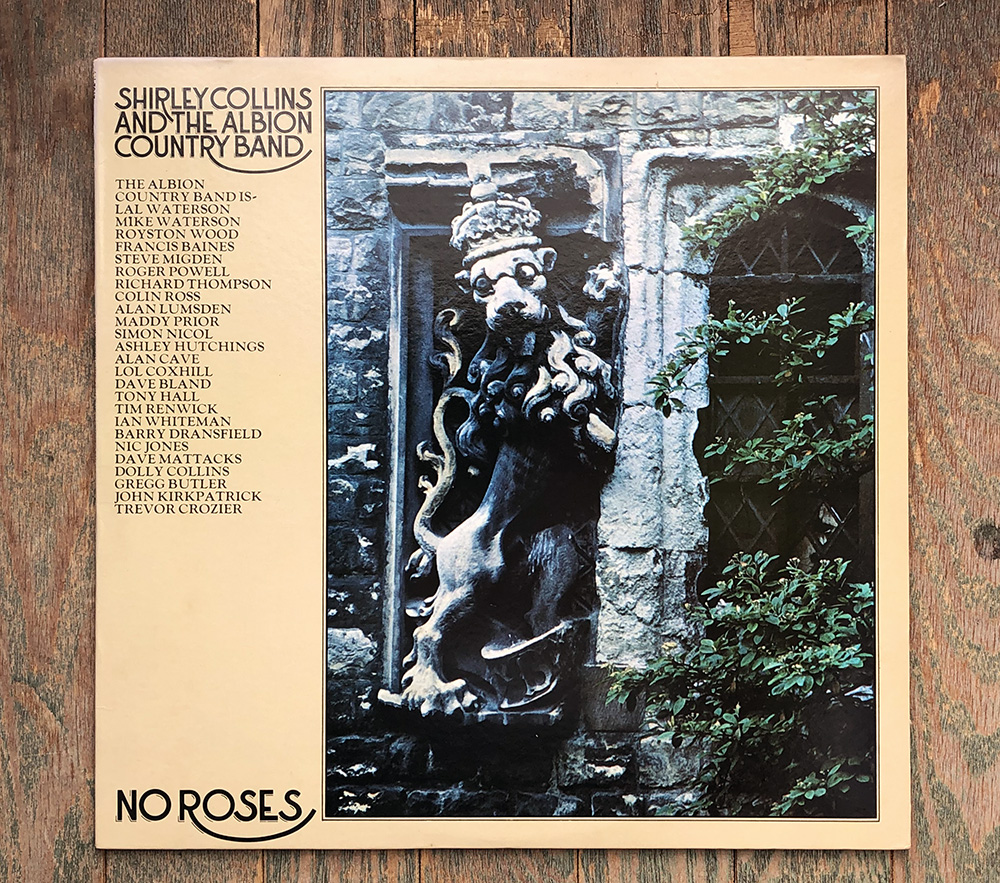 SHIRLEY COLLINS
AND THE ALBION
COUNTRY BAND
THE ALBION
COUNTRY BAND IS-
LAL WATERSON
MIKE WATERSON
ROYSTON WOOD
FRANCIS BAINES
STEVE MIGDEN
ROGER POWELL
RICHARD THOMPSON
COLIN ROSS
ALAN LUMSDEN
MADDY PRIOR
SIMON NICOL
ASHLEY HUTCHINGS
ALAN CAVE
LOL COXHILL
DAVE BLAND
TONY HALL
TIM RENWICK
IAN WHITEMAN
BARRY DRANSFIELD
NIC JONES
DAVE MATTACKS
DOLLY COLLINS
GREGG BUTLER
JOHN KIRKPATRICK
TREVOR CROZIER
NO ROSES